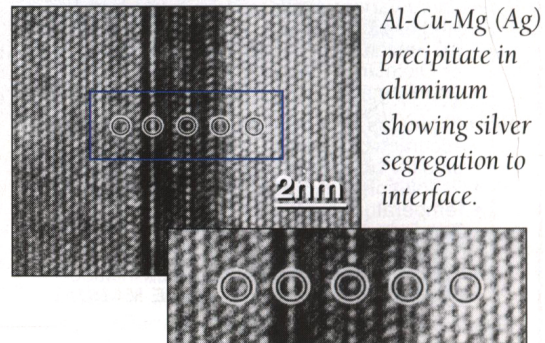 Al-Cu-Mg (Ag)
precipitate in
aluminum
showing silver
segregation to
interface.
2nm